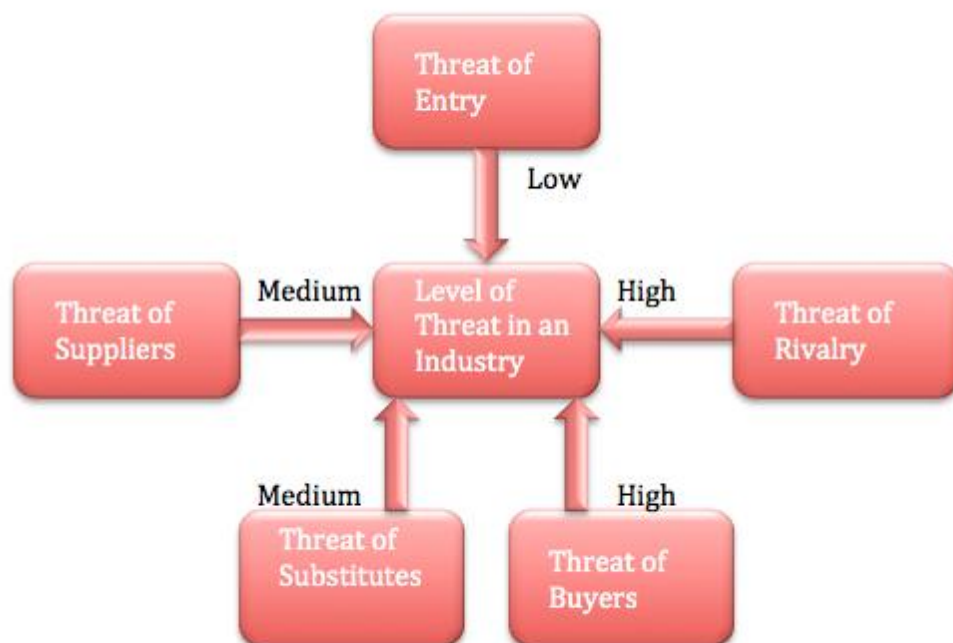 Threat of
Entry
Low
Threat of
Suppliers
Medium
Level of
Threat in an
Industry
High
Threat of
Rivalry
Medium
Threat of
Substitutes
High
Threat of
Buyers